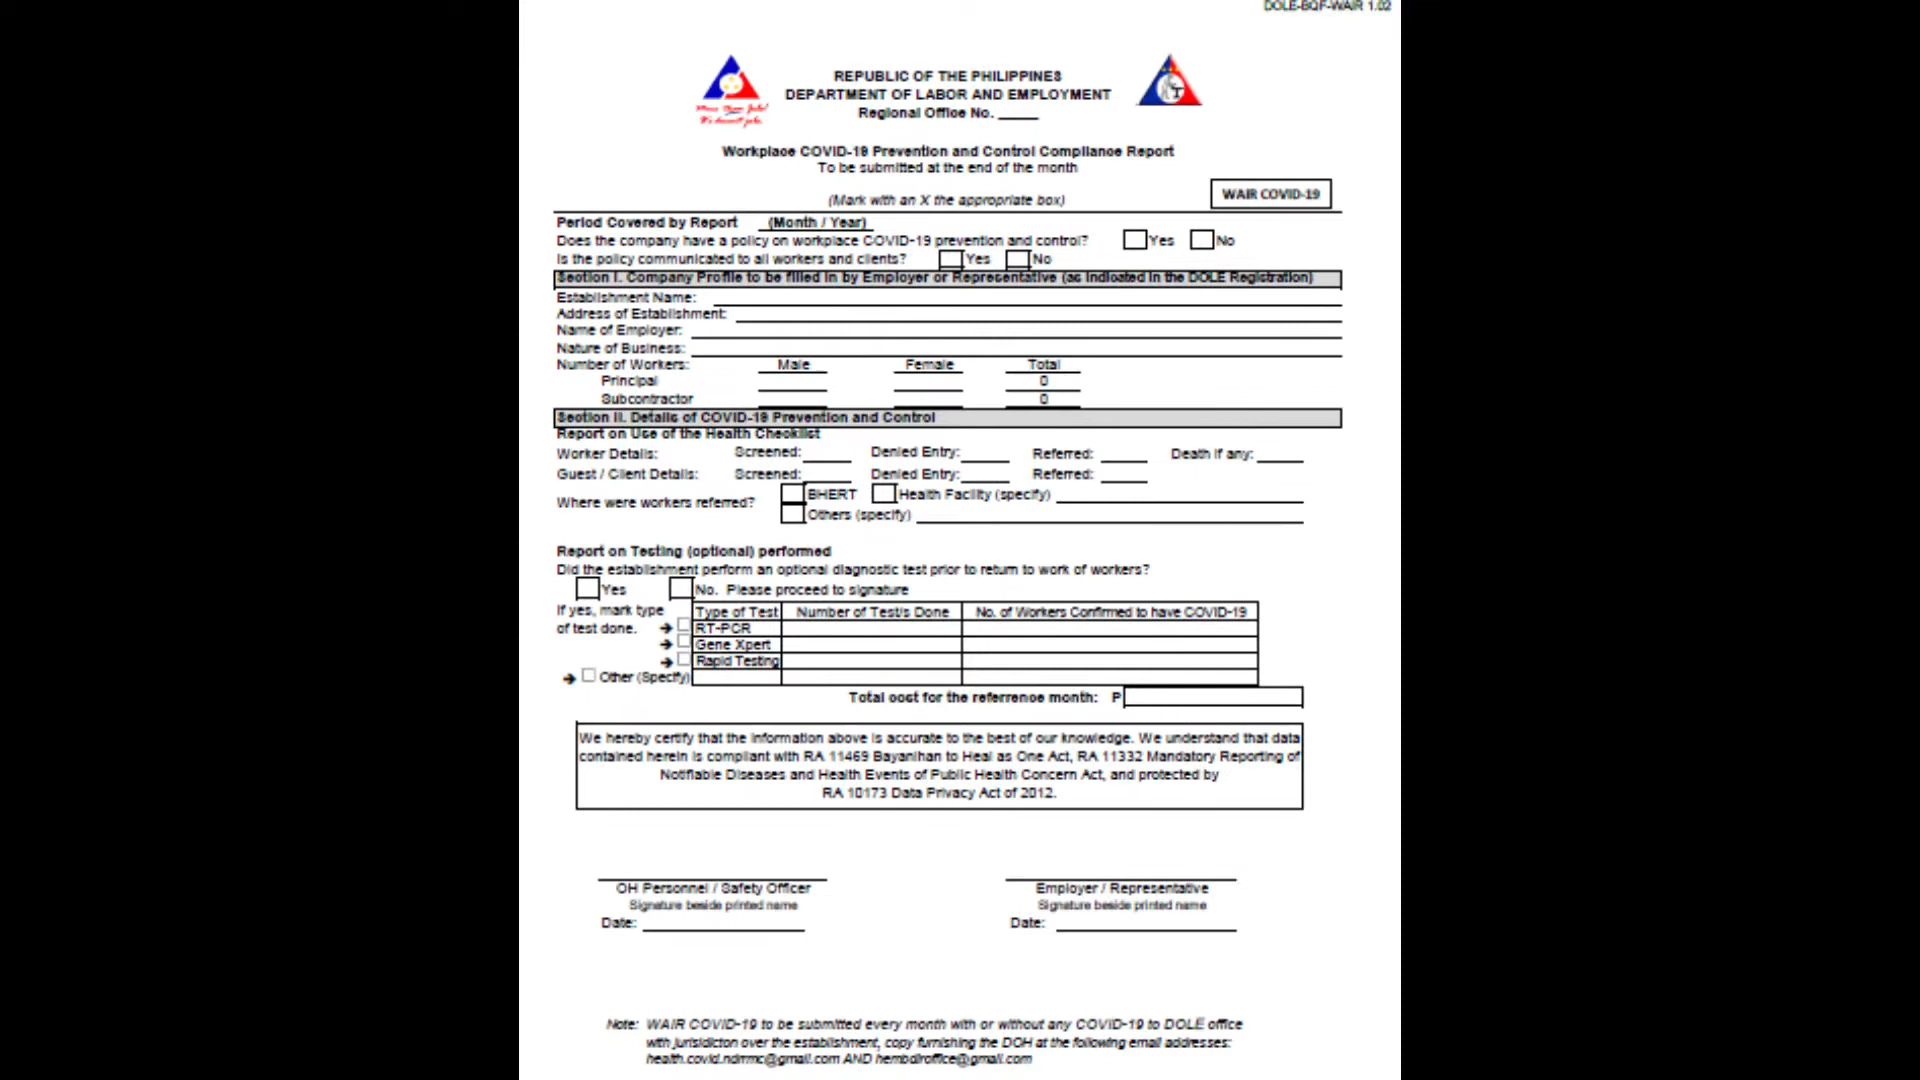 DOLE-BQF-WAIR 1.02
REPUBLIC OF THE PHILIPPINES
DEPARTMENT OF LABOR AND EMPLOYMENT
Regional Office No. _____
Workplace COVID-19 Prevention and Control Compliance Report
To be submitted at the end of the month
WAIR COVID-19
(Mark with an X the appropriate box)
Period Covered by Report (Month / Year)
Does the company have a policy on workplace COVID-19 prevention and control? Yes No
Is the policy communicated to all workers and clients? Yes No
Section I. Company Profile to be filled in by Employer or Representative (as indicated in the DOLE Registration)
Establishment Name:
Address of Establishment:
Name of Employer:
Nature of Business:
Number of Workers: Male Female Total
Principal 0
Subcontractor 0
Section II. Details of COVID-19 Prevention and Control
Report on Use of the Health Checklist
Worker Details: Screened: Denied Entry: Referred: Death if any:
Guest / Client Details: Screened: Denied Entry: Referred:
Where were workers referred? BHERT Health Facility (specify)
Others (specify)
Report on Testing (optional) performed
Did the establishment perform an optional diagnostic test prior to return to work of workers?
Yes No. Please proceed to signature
If yes, mark type Type of Test Number of Test/s Done No. of Workers Confirmed to have COVID-19
of test done. ➔ RT-PCR
➔ Gene Xpert
➔ Rapid Testing
➔ Other (Specify)
Total cost for the referrence month: P
We hereby certify that the information above is accurate to the best of our knowledge. We understand that data
contained herein is compliant with RA 11469 Bayanihan to Heal as One Act, RA 11332 Mandatory Reporting of
Notifiable Diseases and Health Events of Public Health Concern Act, and protected by
RA 10173 Data Privacy Act of 2012.
OH Personnel / Safety Officer Employer / Representative
Signature beside printed name Signature beside printed name
Date: Date:
Note: WAIR COVID-19 to be submitted every month with or without any COVID-19 to DOLE office
with jurisdicton over the establishment, copy furnishing the DOH at the following email addresses:
health.covid.ndrrmc@gmail.com AND hembdiroffice@gmail.com